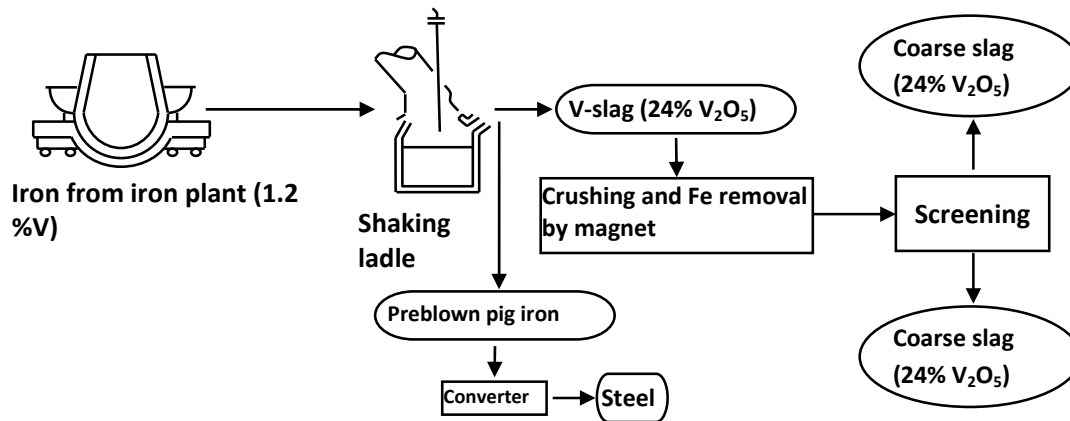 Iron from iron plant (1.2
%V)
Shaking
ladle
V-slag (24% V₂O₅)
Crushing and Fe removal
by magnet
Screening
Coarse slag
(24% V₂O₅)
Coarse slag
(24% V₂O₅)
Preblown pig iron
Converter
Steel